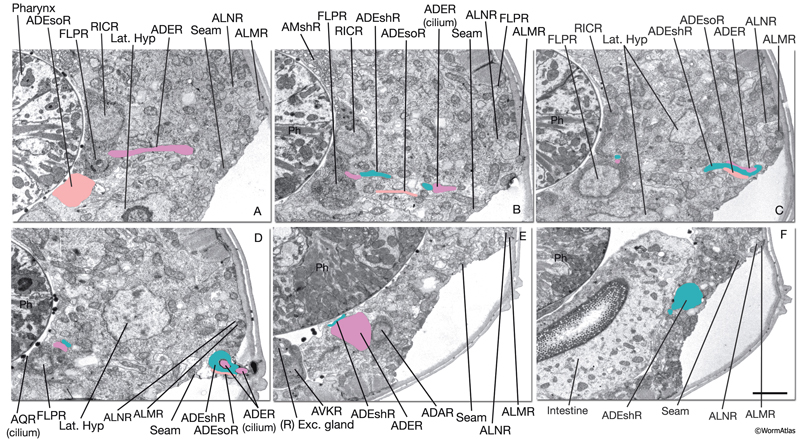 Pharynx
ADEsoR
FLPR
RICR
Lat. Hyp
ADER
Seam
ALNR
ALMR
A
AMshR
FLPR
RICR
ADEshR
ADEsoR
ADER
(cilium)
Seam
ALNR
FLPR
ALMR
Ph
B
FLPR
RICR
Lat. Hyp
ADEshR
ADEsoR
ADER
ALNR
ALMR
Ph
C
D
Ph
AQR
(cilium)
FLPR
Lat. Hyp
ALNR
ALMR
Seam
ADEshR
ADEsoR
ADER
(cilium)
E
Ph
(R) Exc. gland
AVKR
ADEshR
ADER
ADAR
Seam
ALNR
ALMR
F
Ph
Intestine
ADEshR
Seam
ALNR
ALMR
©WormAtlas